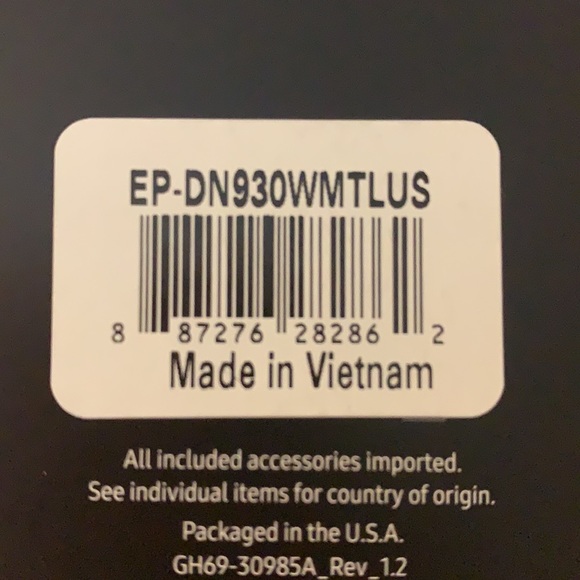 EP-DN930WMTLUS
8 87276 28286 2
Made in Vietnam
All included accessories imported.
See individual items for country of origin.
Packaged in the U.S.A.
GH69-30985A_Rev_1.2